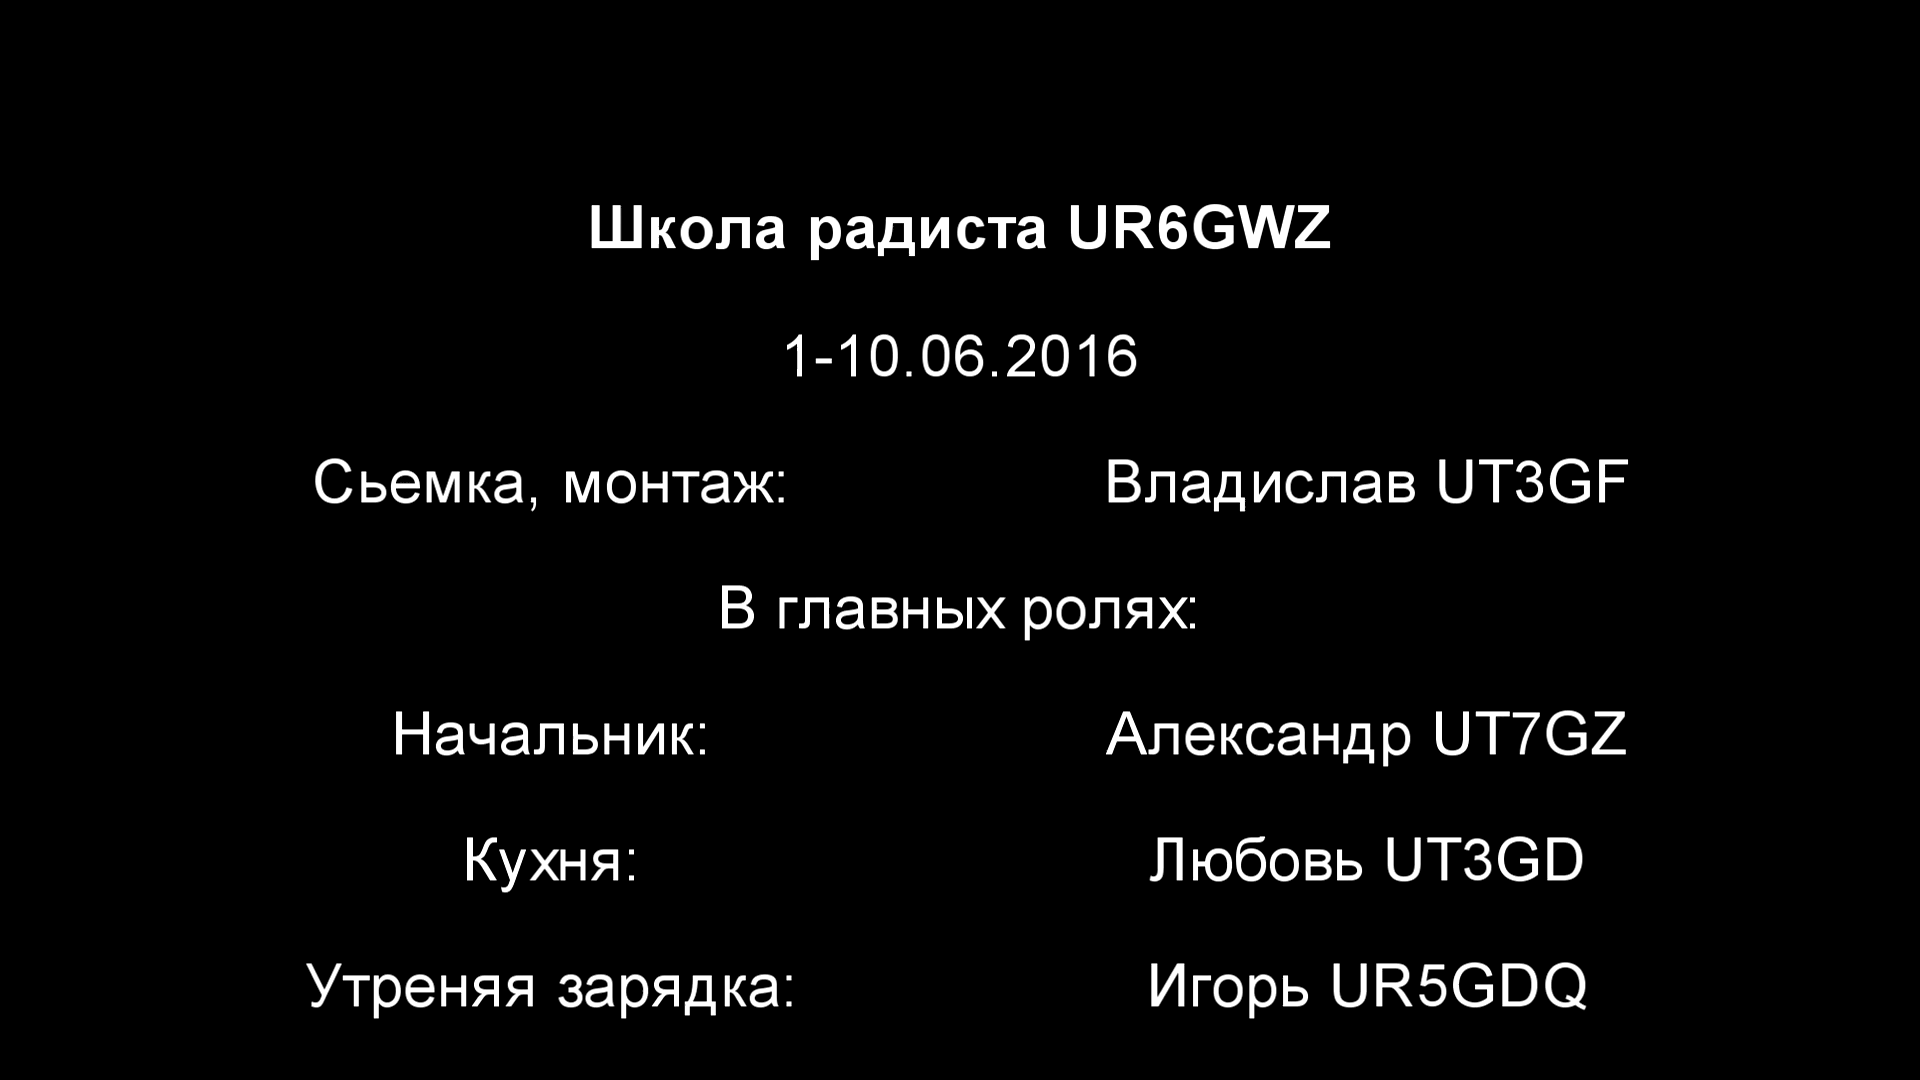 Школа радиста UR6GWZ
1-10.06.2016
Сьемка, монтаж: Владислав UT3GF
В главных ролях:
Начальник: Александр UT7GZ
Кухня: Любовь UT3GD
Утреняя зарядка: Игорь UR5GDQ